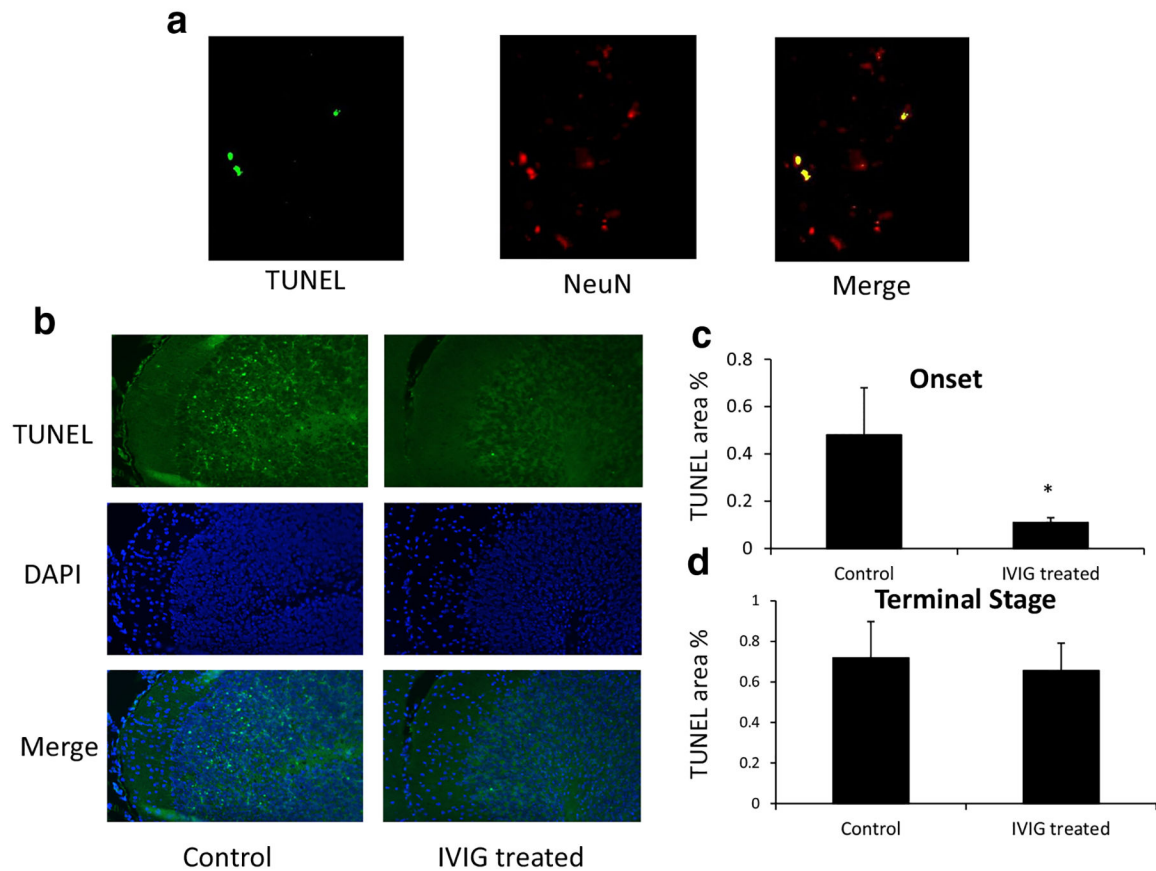 a
TUNEL
NeuN
Merge
b
TUNEL
DAPI
Merge
Control
IVIG treated
c
Onset
TUNEL area %
0.8
0.6
0.4
0.2
0
*
Control
IVIG treated
d
Terminal Stage
TUNEL area %
1
0.8
0.6
0.4
0.2
0
Control
IVIG treated